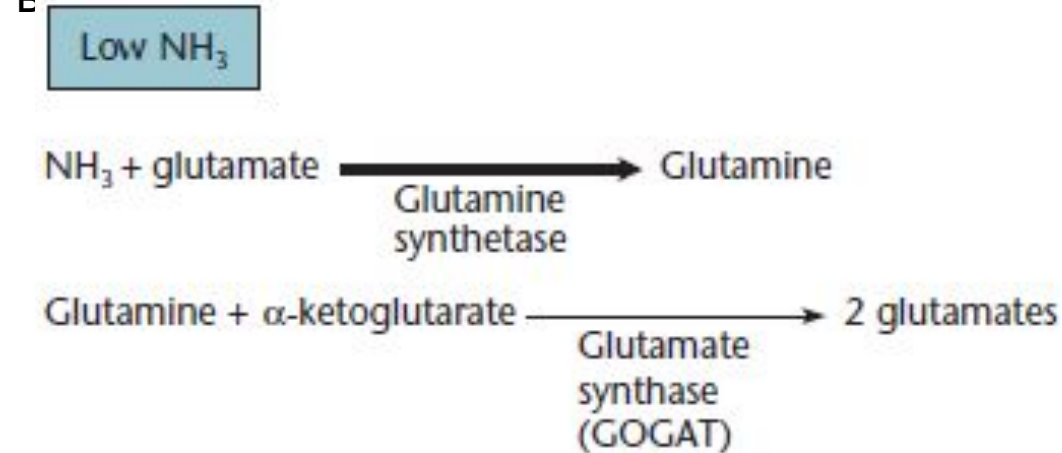 Low NH₃
NH₃ + glutamate Glutamine
Glutamine
synthetase
Glutamine + α-ketoglutarate 2 glutamates
Glutamate
synthase
(GOGAT)